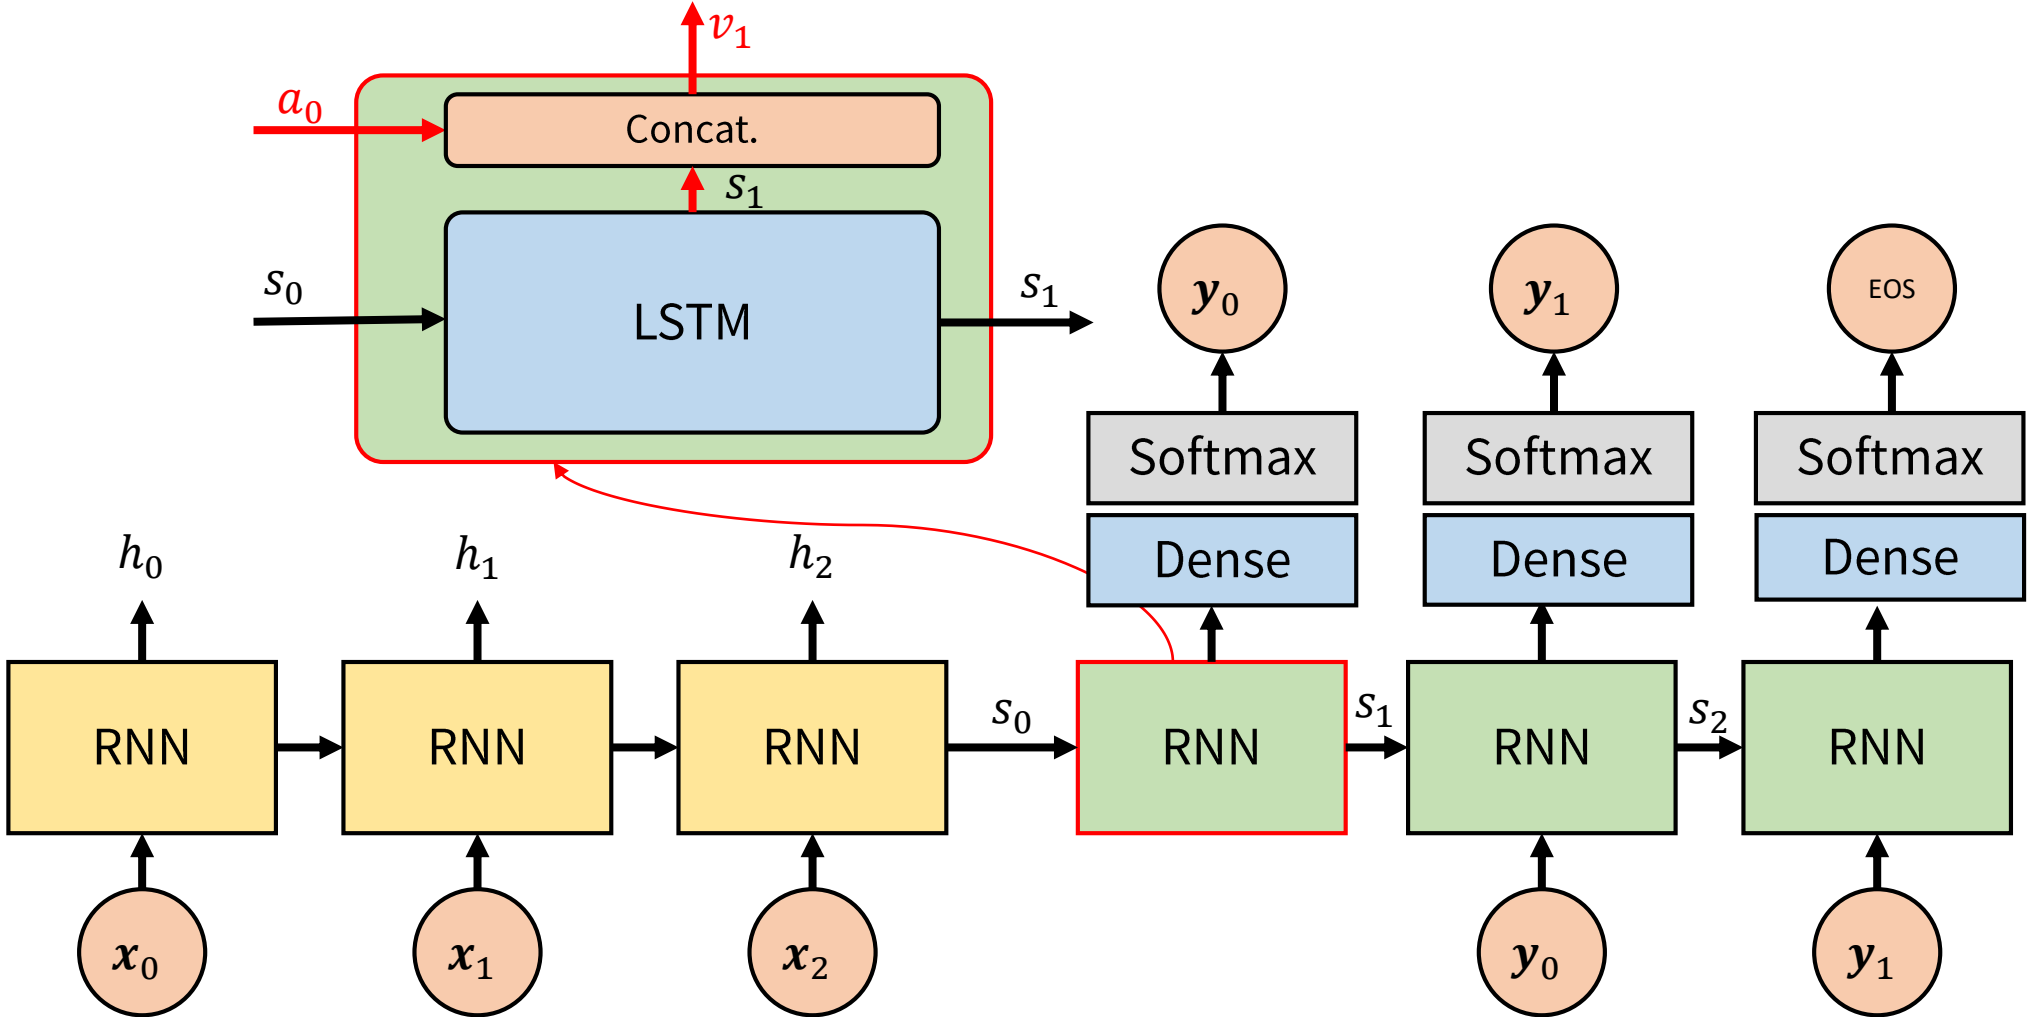 v₁
a₀
Concat.
s₁
s₀
LSTM
s₁
y₀
y₁
EOS
Softmax
Softmax
Softmax
Dense
Dense
Dense
h₀
h₁
h₂
s₀
s₁
s₂
RNN
RNN
RNN
RNN
RNN
RNN
x₀
x₁
x₂
y₀
y₁